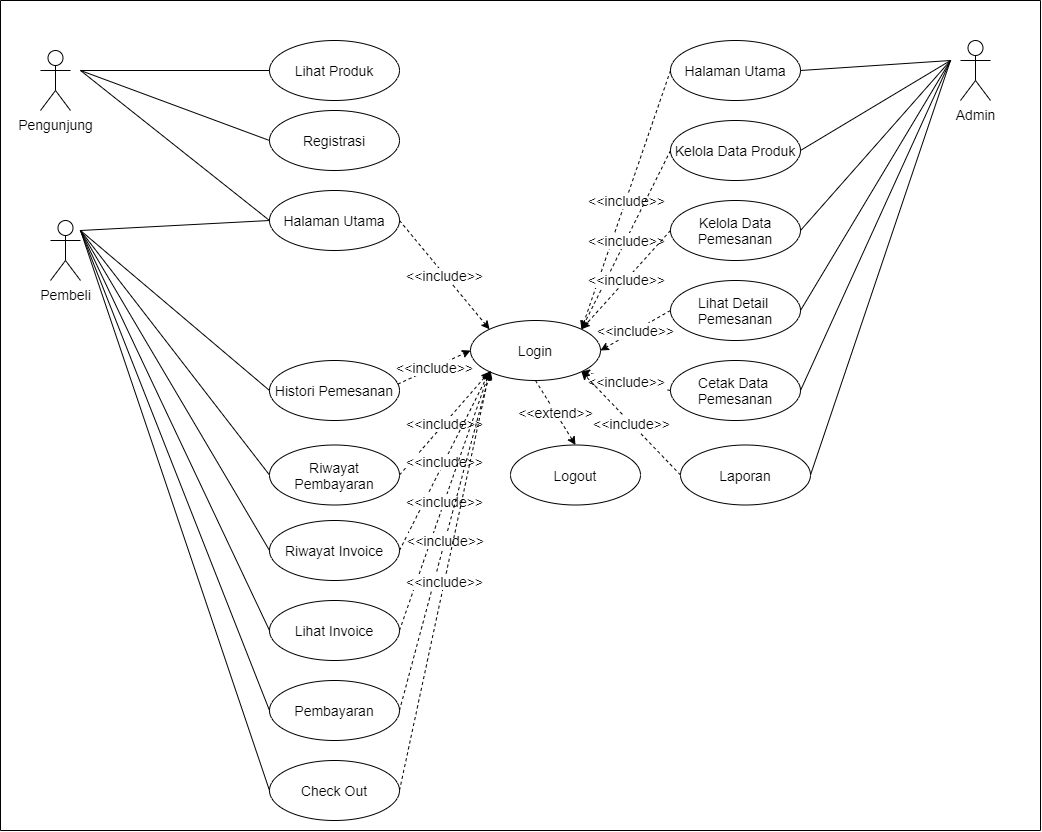 Lihat Produk
Halaman Utama
Pengunjung
Admin
Registrasi
Kelola Data Produk
<<include>>
Halaman Utama
Kelola Data
Pemesanan
<<include>>
Pembeli
<<include>>
<<include>>
Lihat Detail
Pemesanan
<<include>>
Login
<<include>>
Histori Pemesanan
<<include>>
Cetak Data
Pemesanan
<<extend>>
<<include>>
<<include>>
Riwayat
Pembayaran
<<include>>
Logout
Laporan
<<include>>
Riwayat Invoice
<<include>>
<<include>>
Lihat Invoice
Pembayaran
Check Out